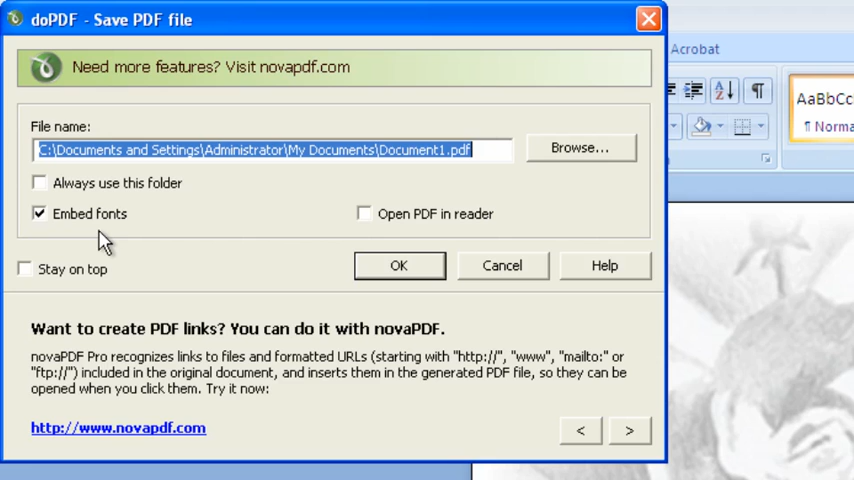 doPDF - Save PDF file
Need more features? Visit novapdf.com
Acrobat
AaBbCc
¶ Norma
File name:
C:\Documents and Settings\Administrator\My Documents\Document1.pdf
Browse...
Always use this folder
Embed fonts
Open PDF in reader
Stay on top
OK
Cancel
Help
Want to create PDF links? You can do it with novaPDF.
novaPDF Pro recognizes links to files and formatted URLs (starting with "http://", "www", "mailto:" or
"ftp://") included in the original document, and inserts them in the generated PDF file, so they can be
opened when you click them. Try it now:
http://www.novapdf.com
< >